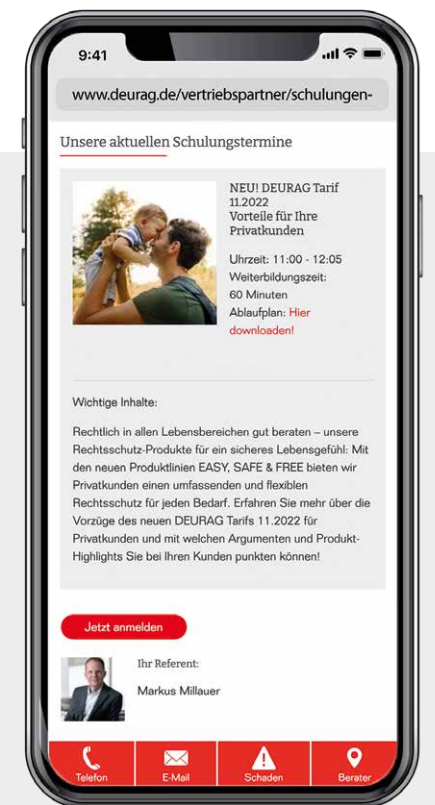 9:41
www.deurag.de/vertriebspartner/schulungen-
Unsere aktuellen Schulungstermine
NEU! DEURAG Tarif
11.2022
Vorteile für Ihre
Privatkunden
Uhrzeit: 11:00 - 12:05
Weiterbildungszeit:
60 Minuten
Ablaufplan: Hier
downloaden!
Wichtige Inhalte:
Rechtlich in allen Lebensbereichen gut beraten – unsere
Rechtsschutz-Produkte für ein sicheres Lebensgefühl: Mit
den neuen Produktlinien EASY, SAFE & FREE bieten wir
Privatkunden einen umfassenden und flexiblen
Rechtsschutz für jeden Bedarf. Erfahren Sie mehr über die
Vorzüge des neuen DEURAG Tarifs 11.2022 für
Privatkunden und mit welchen Argumenten und Produkt-
Highlights Sie bei Ihren Kunden punkten können!
Jetzt anmelden
Ihr Referent:
Markus Millauer
Telefon
E-Mail
Schaden
Berater